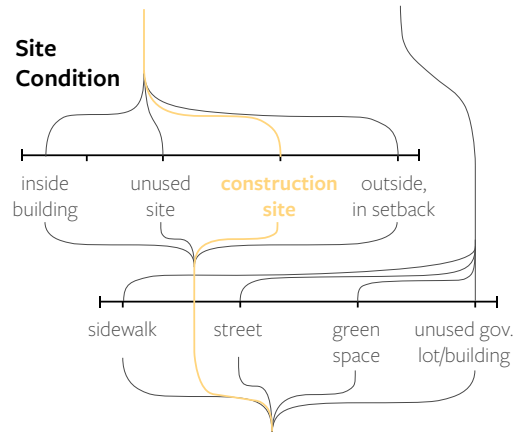 Site
Condition
inside
building
unused
site
construction
site
outside,
in setback
sidewalk
street
green
space
unused gov.
lot/building